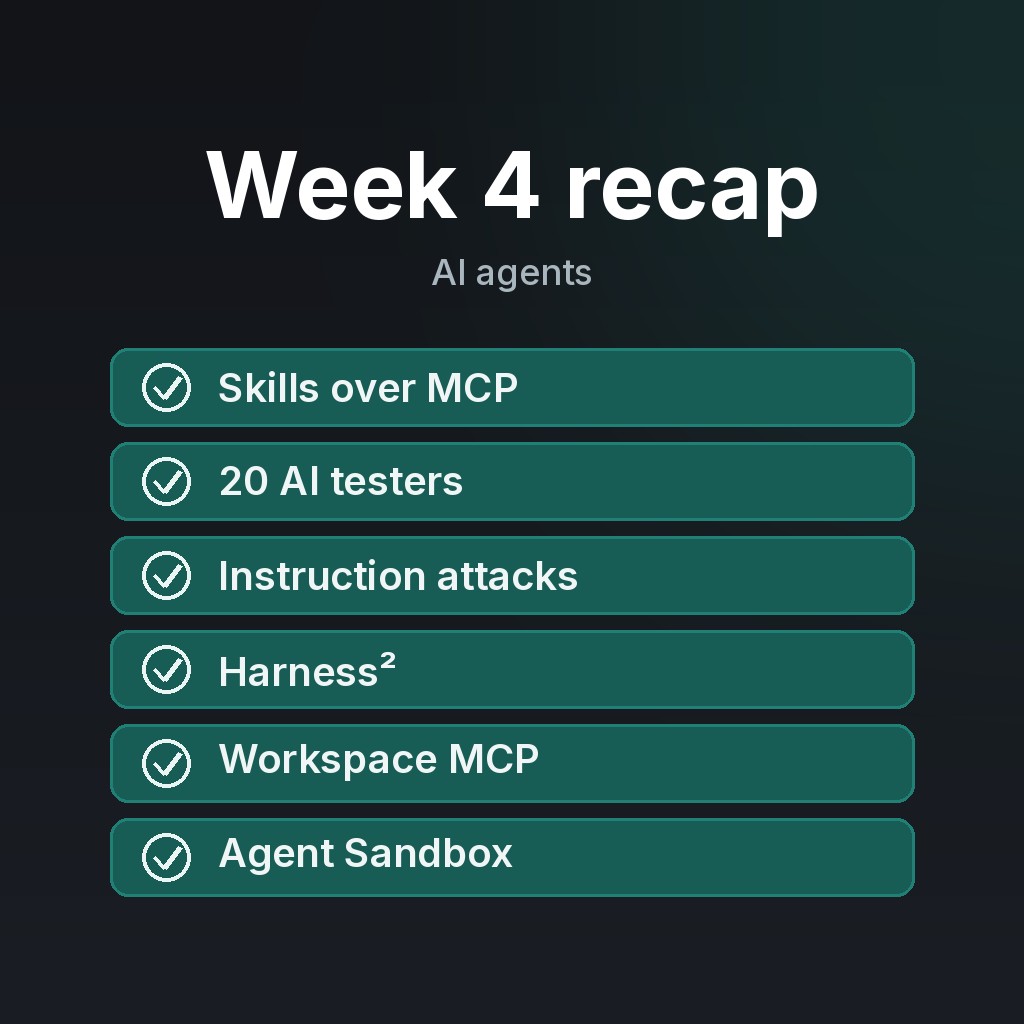 Week 4 recap
AI agents
Skills over MCP
20 AI testers
Instruction attacks
Harness²
Workspace MCP
Agent Sandbox